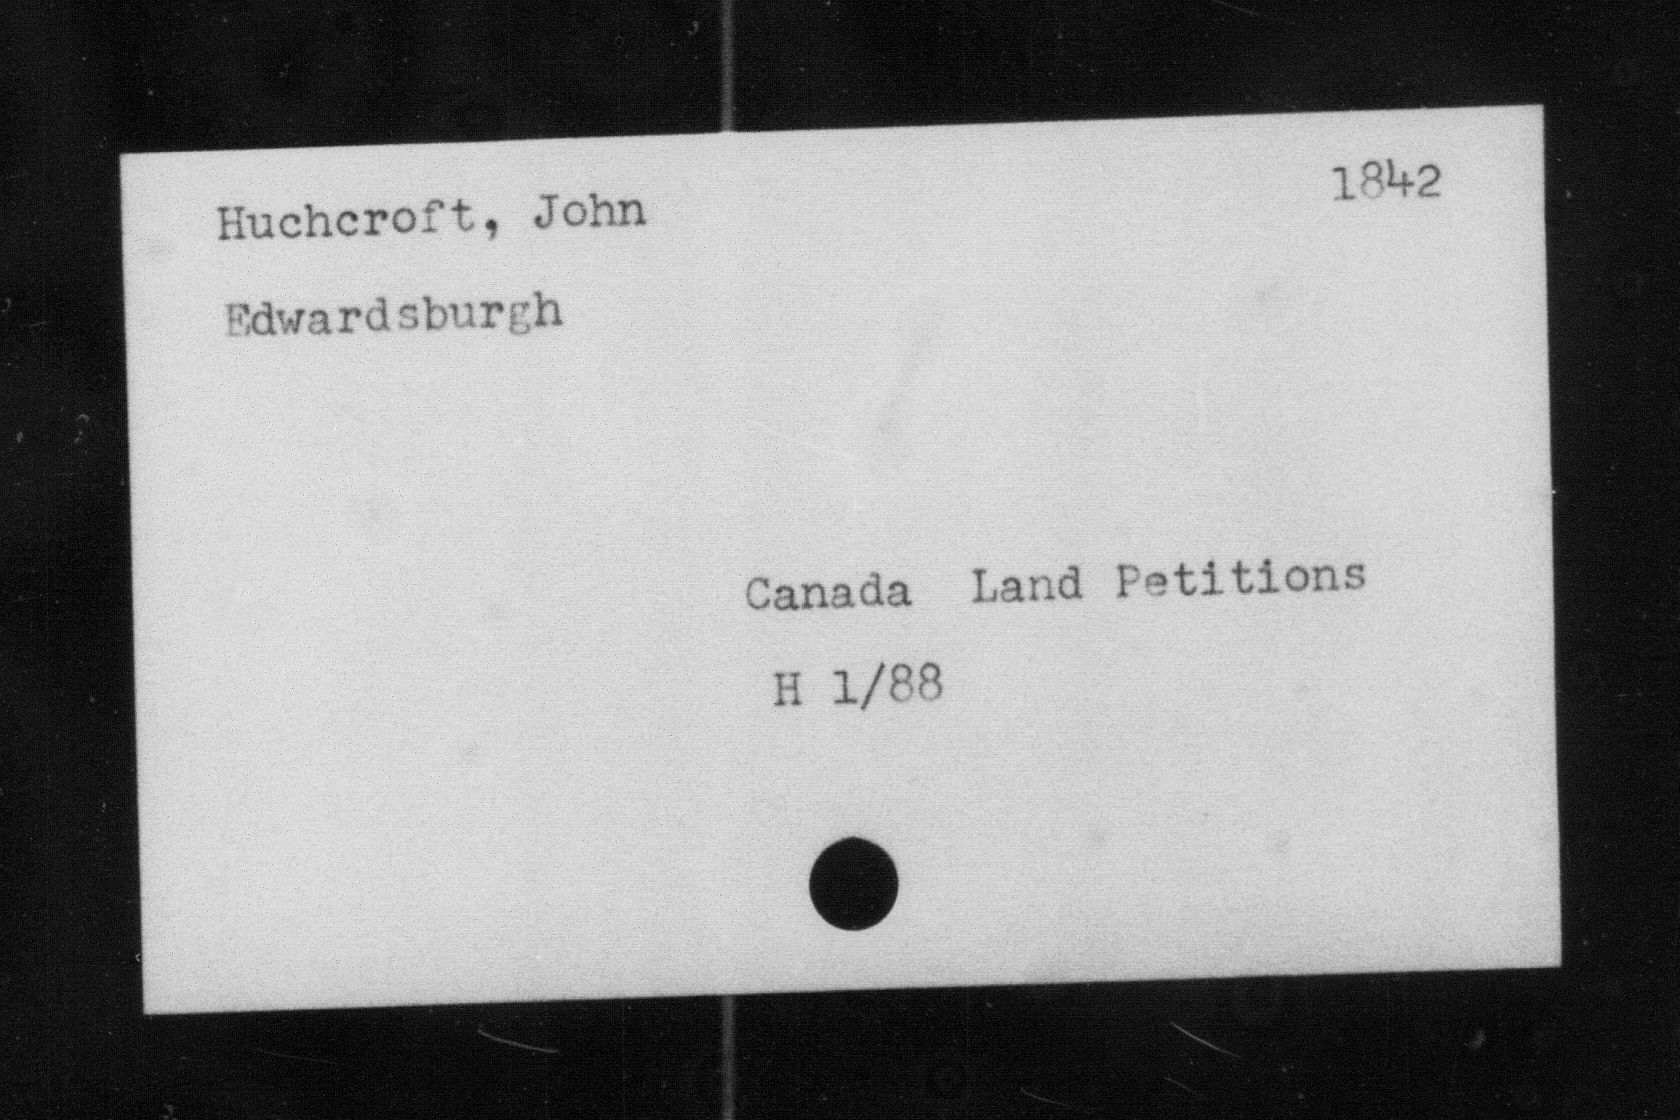 Huchcroft, John 1842
Edwardsburgh
Canada Land Petitions
H 1/88